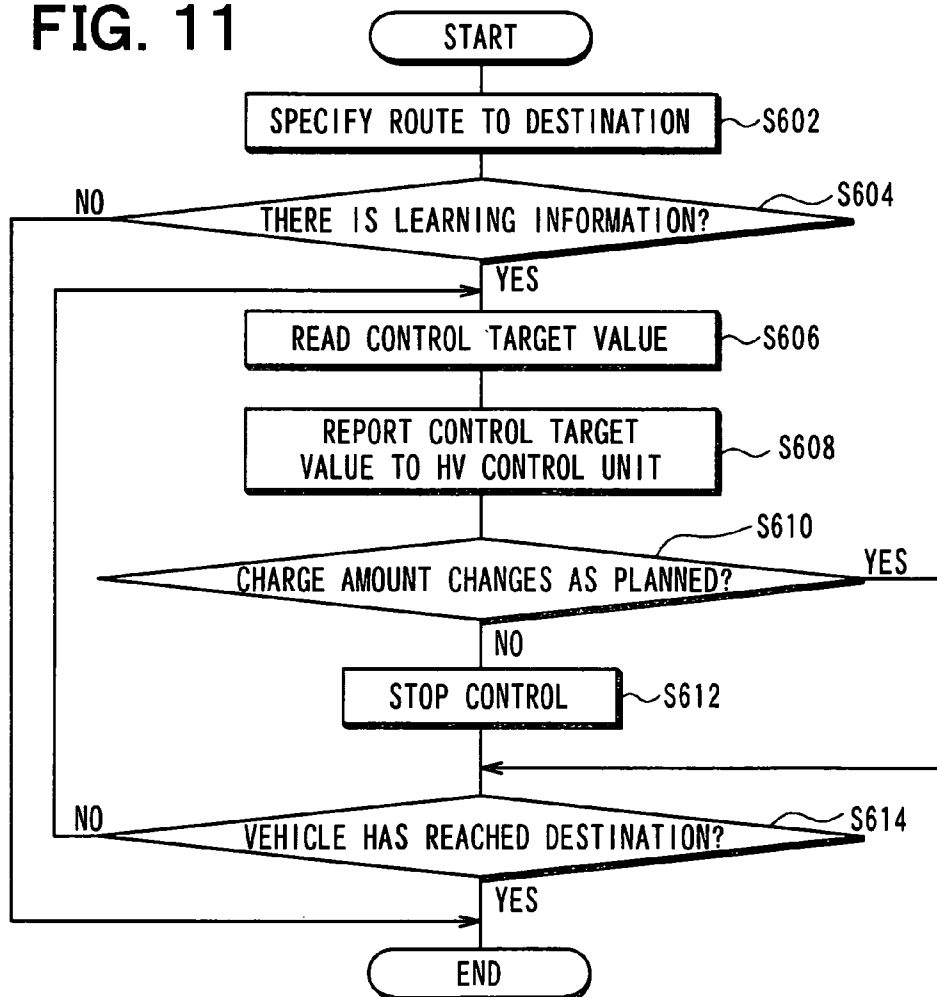 FIG. 11
START
SPECIFY ROUTE TO DESTINATION
S602
NO
S604
THERE IS LEARNING INFORMATION?
YES
READ CONTROL TARGET VALUE
S606
REPORT CONTROL TARGET
VALUE TO HV CONTROL UNIT
S608
S610
YES
CHARGE AMOUNT CHANGES AS PLANNED?
NO
STOP CONTROL
S612
NO
S614
VEHICLE HAS REACHED DESTINATION?
YES
END